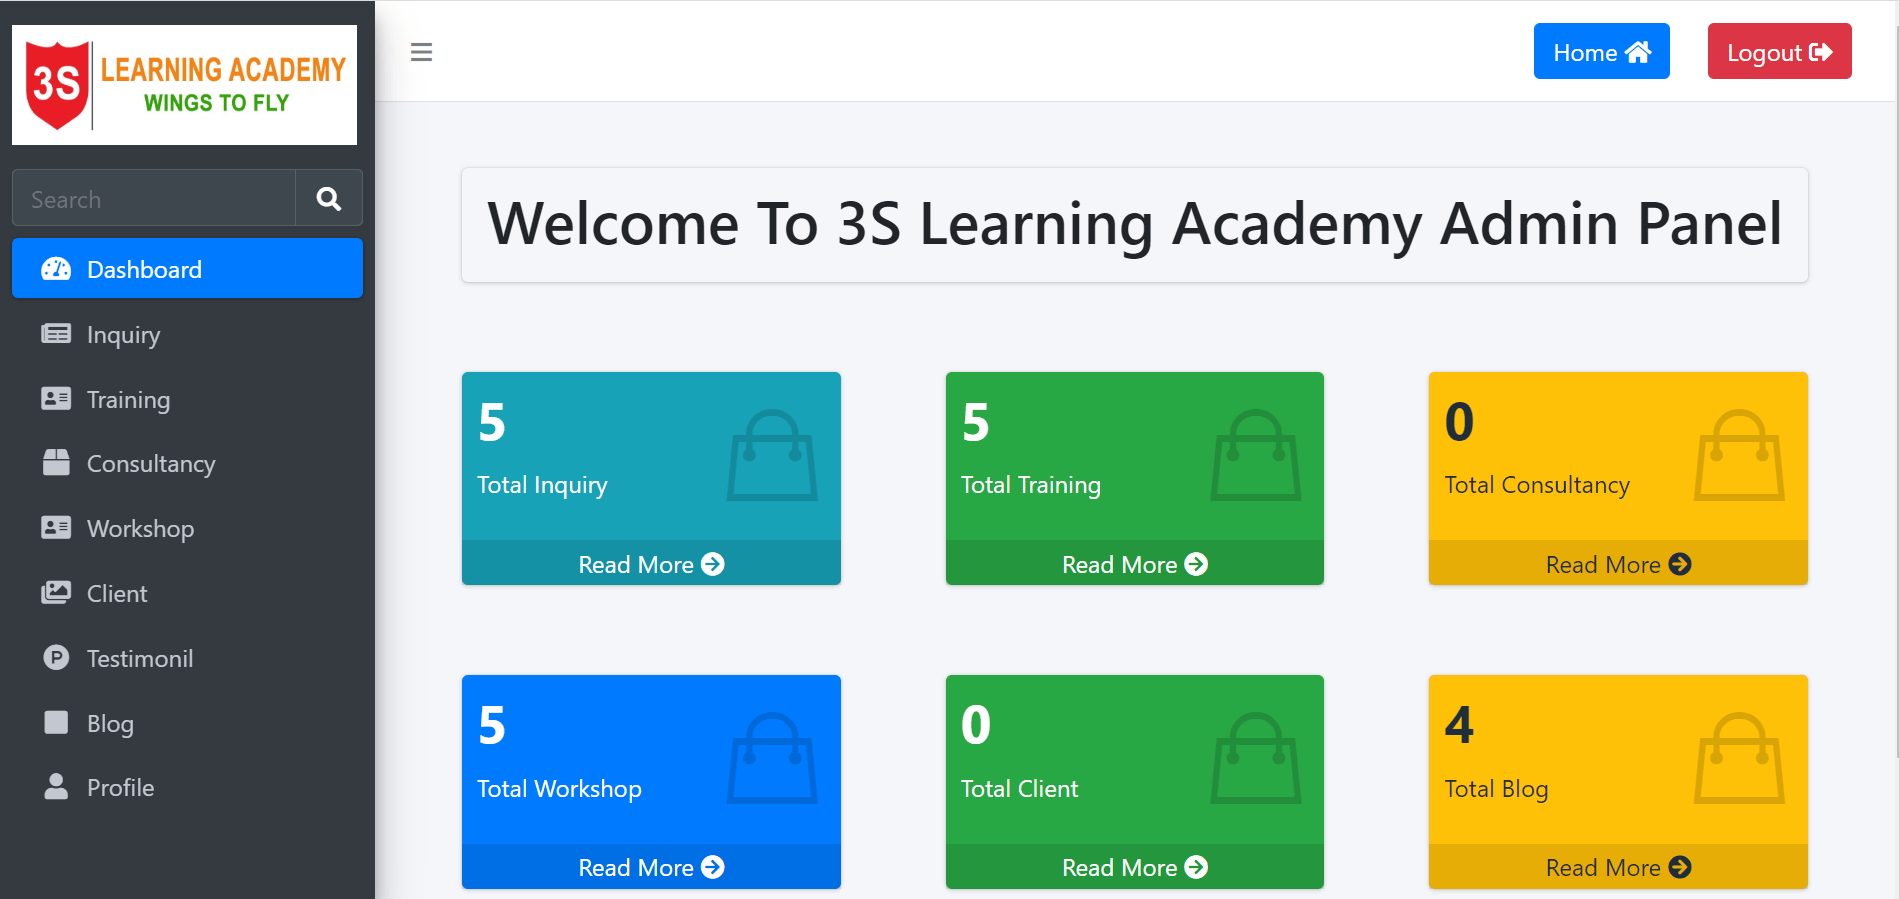 3S LEARNING ACADEMY
WINGS TO FLY
Search
Dashboard
Inquiry
Training
Consultancy
Workshop
Client
Testimonil
Blog
Profile
Home
Logout
Welcome To 3S Learning Academy Admin Panel
5
Total Inquiry
Read More
5
Total Training
Read More
0
Total Consultancy
Read More
5
Total Workshop
Read More
0
Total Client
Read More
4
Total Blog
Read More